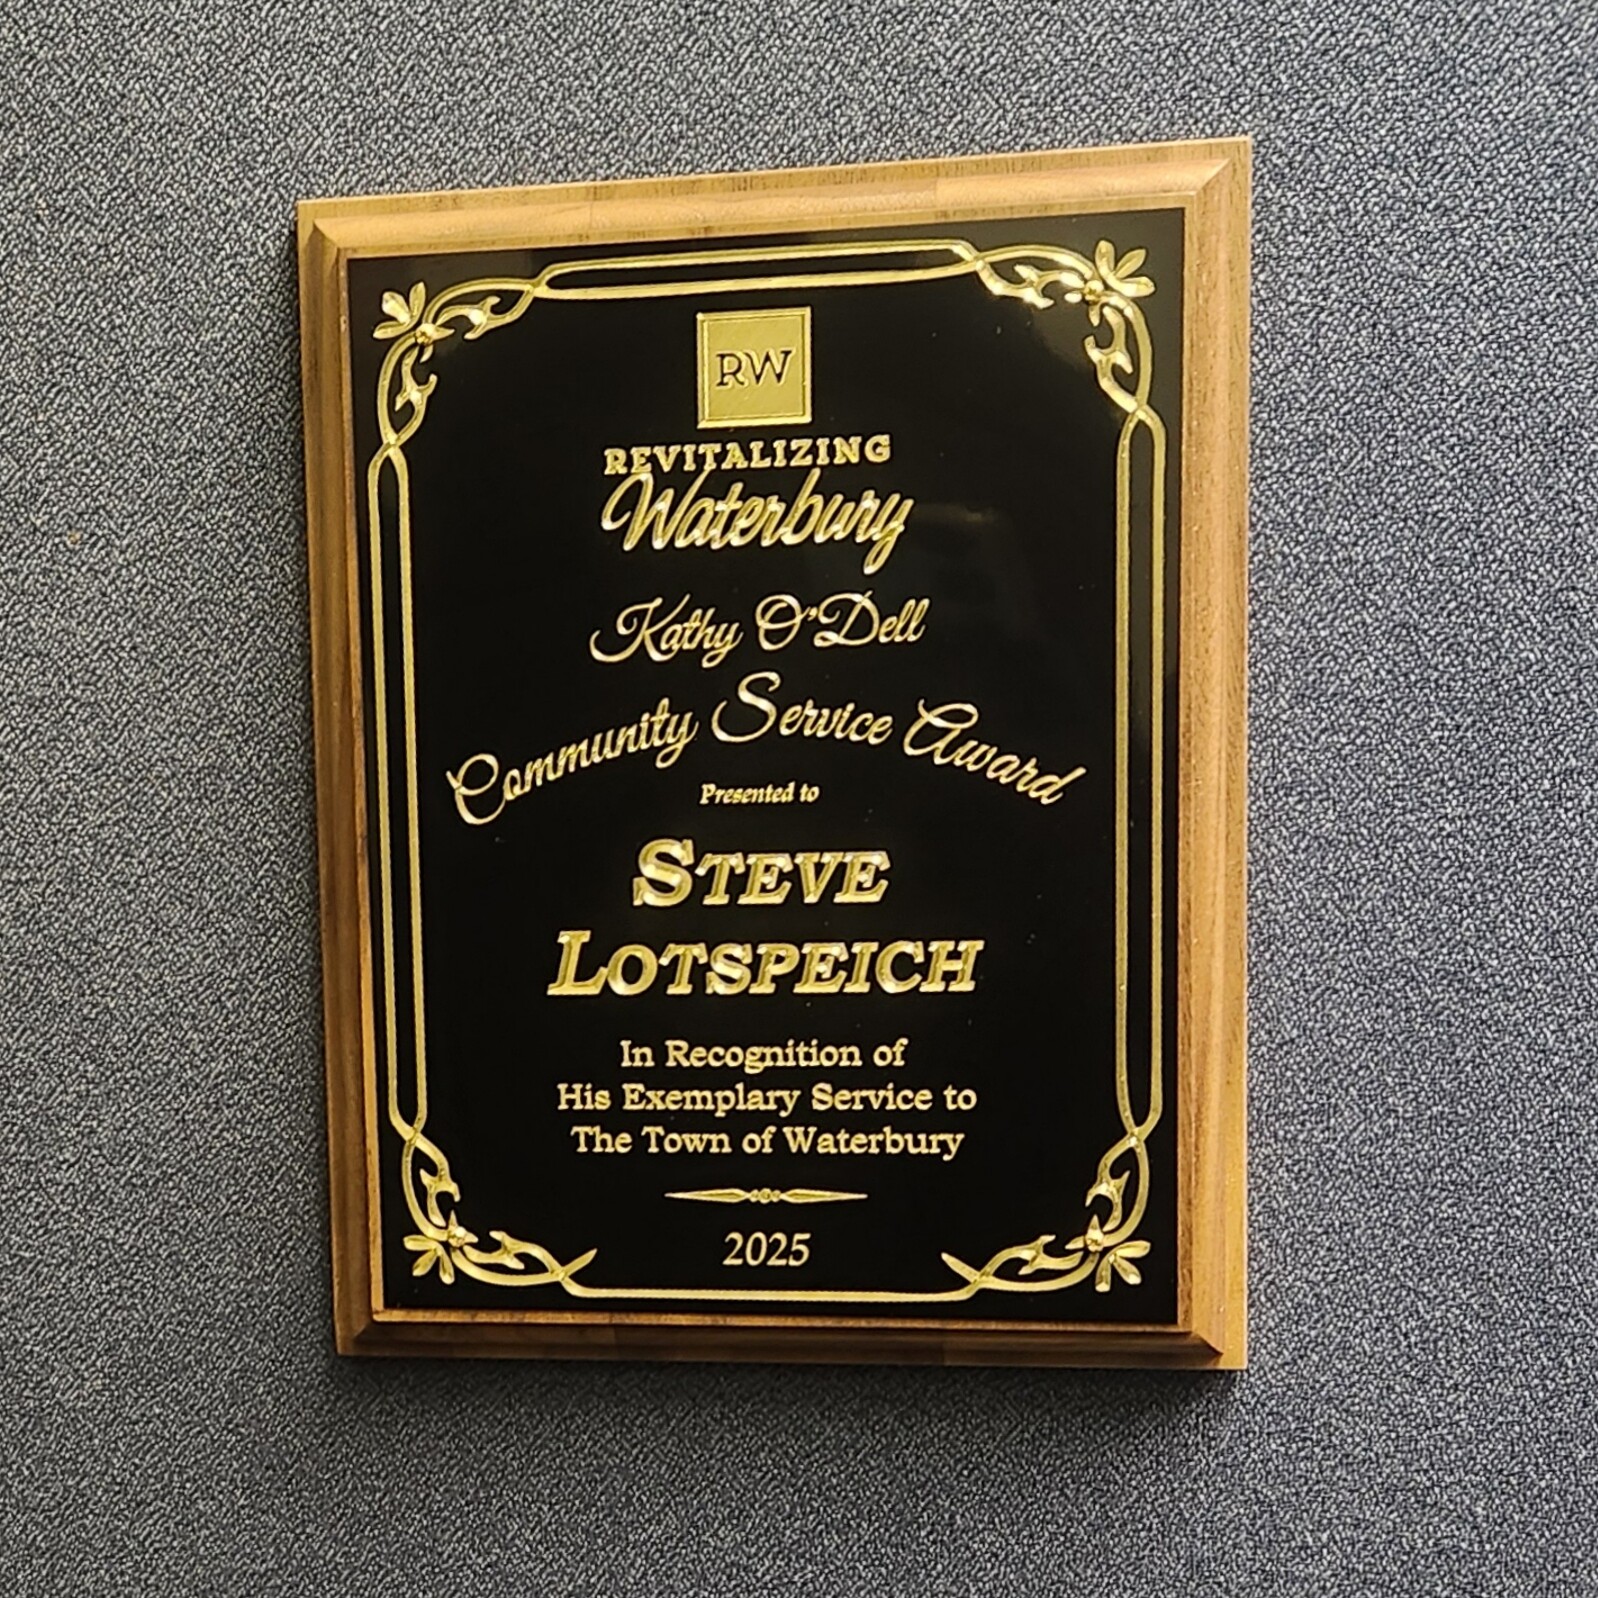 RW
REVITALIZING
Waterbury
Kathy O'Dell
Community Service Award
Presented to
STEVE
LOTSPEICH
In Recognition of
His Exemplary Service to
The Town of Waterbury
2025